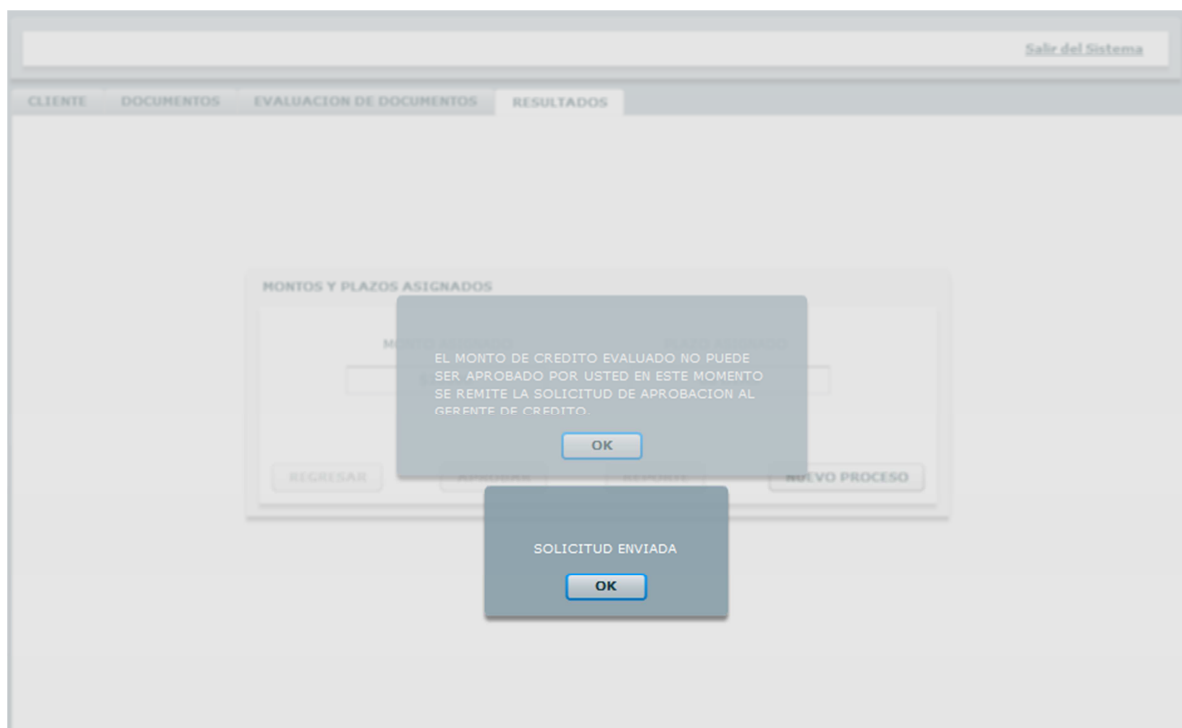 Salir del Sistema
CLIENTE DOCUMENTOS EVALUACION DE DOCUMENTOS RESULTADOS
MONTOS Y PLAZOS ASIGNADOS
EL MONTO DE CREDITO EVALUADO NO PUEDE
SER APROBADO POR USTED EN ESTE MOMENTO
SE REMITE LA SOLICITUD DE APROBACION AL
GERENTE DE CREDITO.
OK
REGRESAR NUEVO PROCESO
SOLICITUD ENVIADA
OK